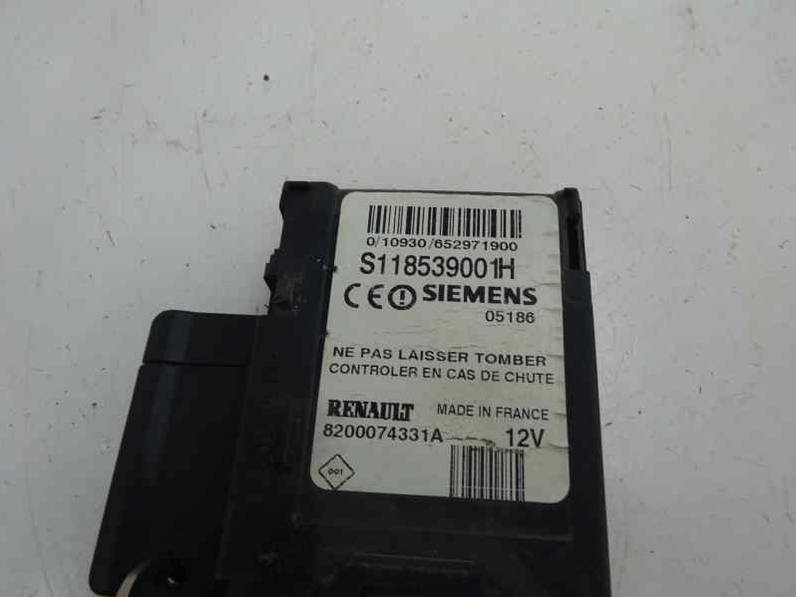 0/10930/652971900
S118539001H
CE SIEMENS
05186
NE PAS LAISSER TOMBER
CONTROLER EN CAS DE CHUTE
RENAULT MADE IN FRANCE
8200074331A 12V
001